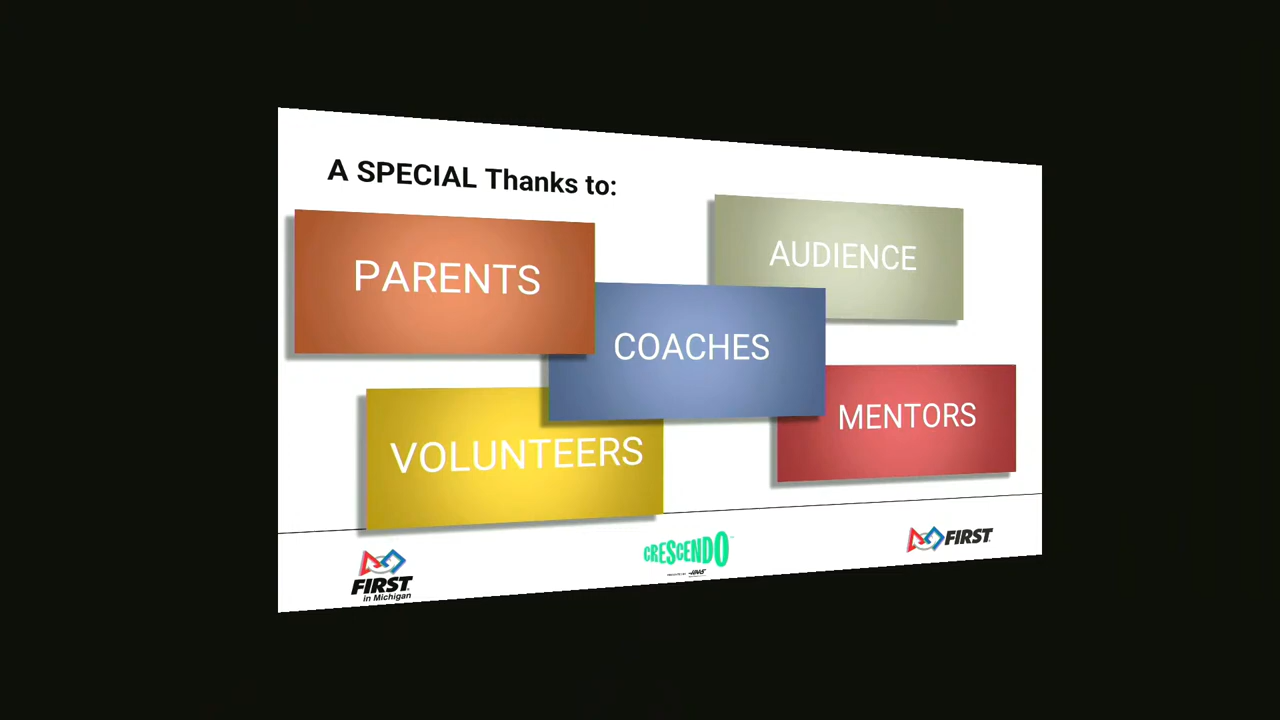 A SPECIAL Thanks to:
PARENTS
AUDIENCE
COACHES
VOLUNTEERS
MENTORS
FIRST
in Michigan
CRESCENDO
FIRST